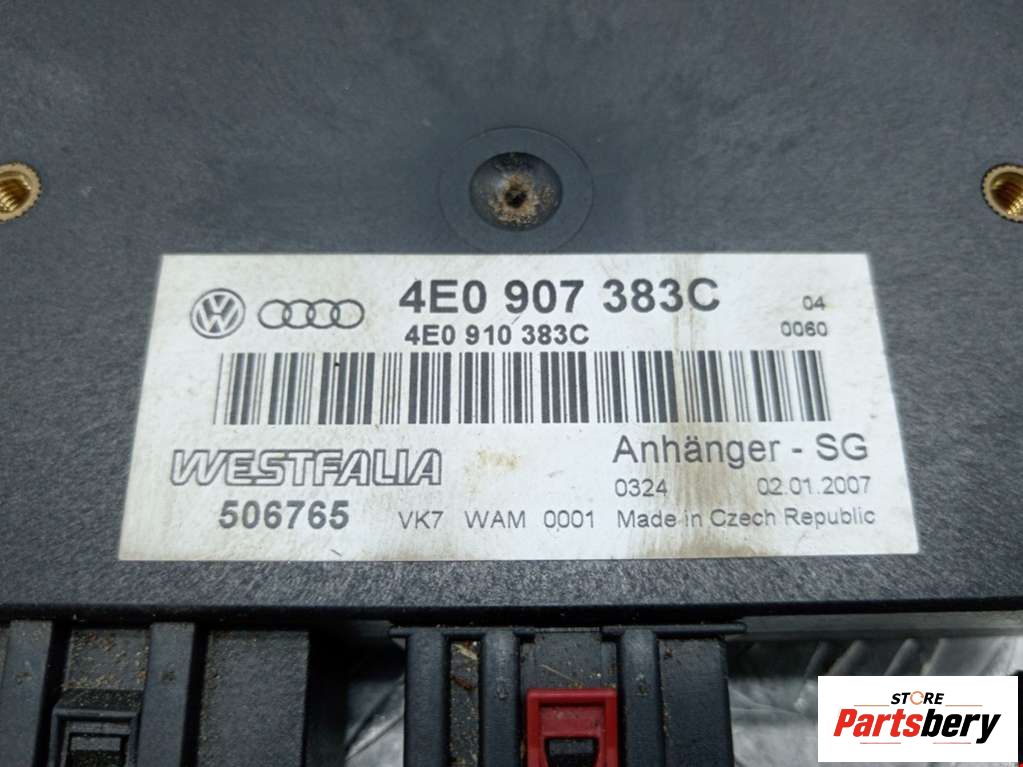 4E0 907 383C 04
4E0 910 383C 0060
WESTFALIA Anhänger - SG
0324 02.01.2007
506765 VK7 WAM 0001 Made in Czech Republic
STORE
Partsbery